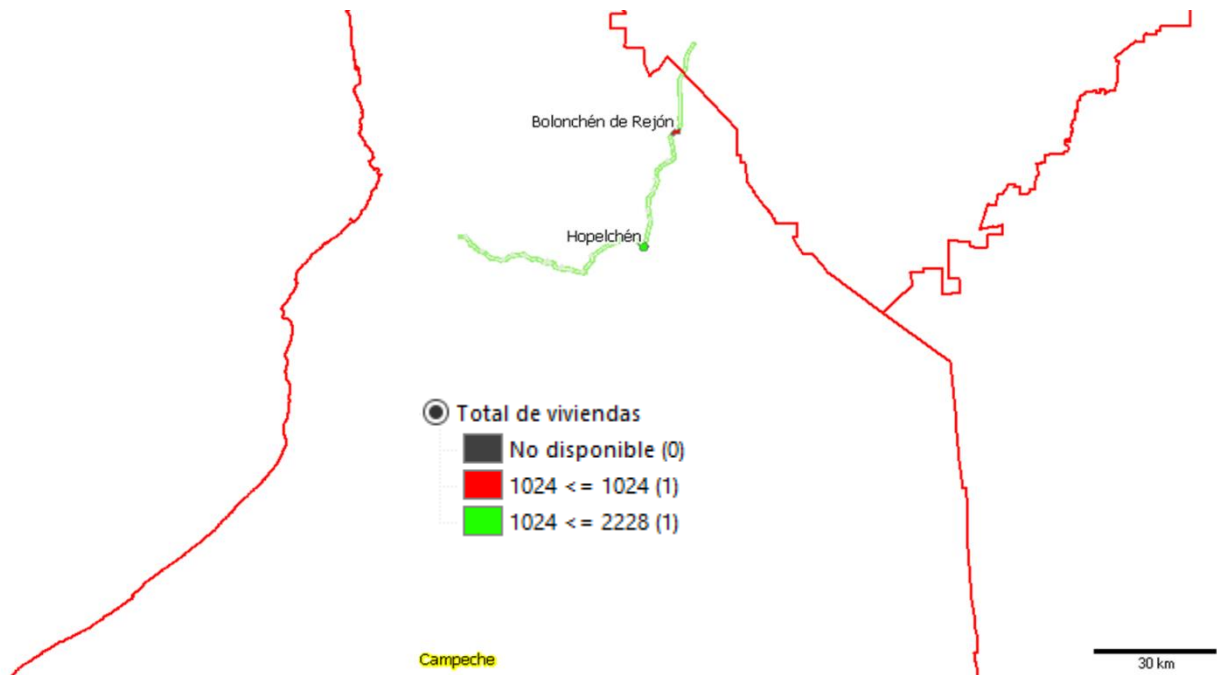 Bolonchén de Rejón
Hopelchén
Total de viviendas
No disponible (0)
1024 <= 1024 (1)
1024 <= 2228 (1)
Campeche
30 km